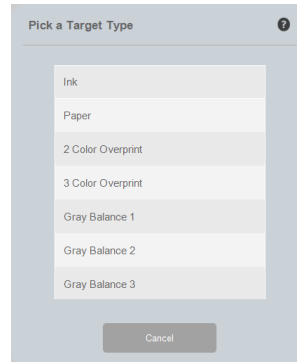 Pick a Target Type ?
Ink
Paper
2 Color Overprint
3 Color Overprint
Gray Balance 1
Gray Balance 2
Gray Balance 3
Cancel